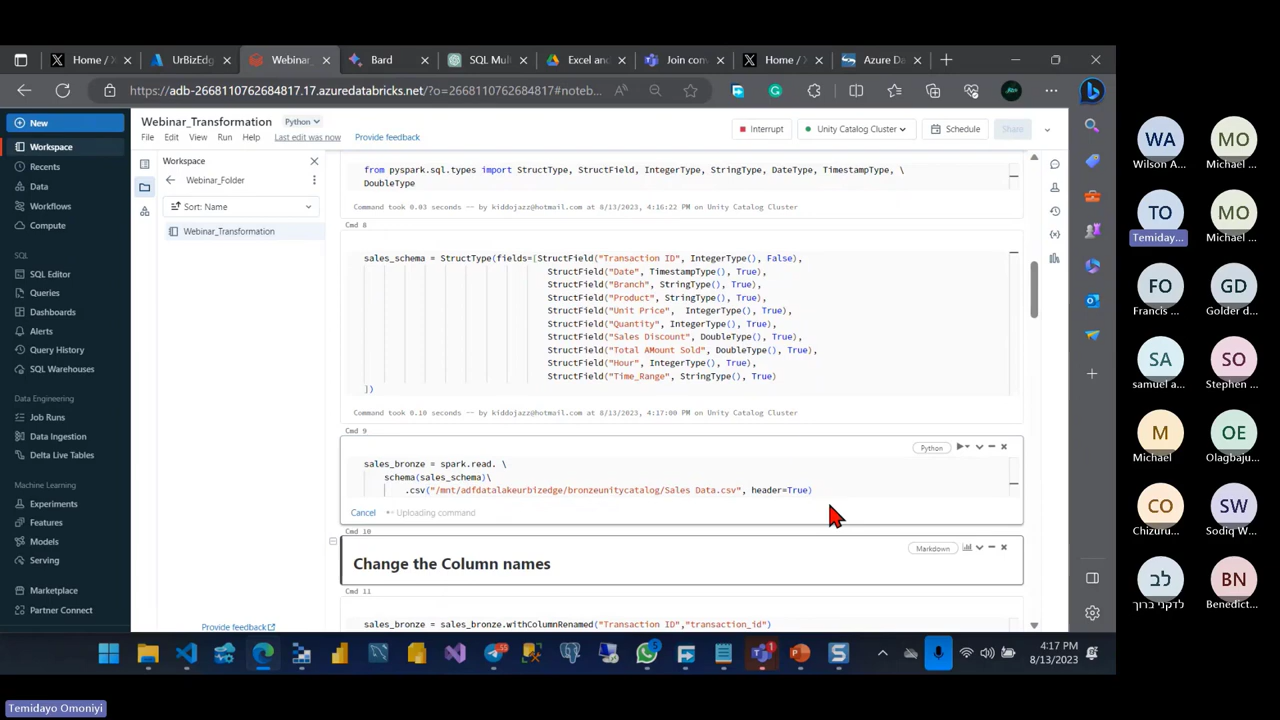 Home / X
UrBizEdg
Webinar_
Bard
SQL Mul
Excel and
Join con
Home / X
Azure Da
https://adb-2668110762684717.17.azuredatabricks.net/?o=2668110762684717#noteb...
New
Workspace
Recents
Data
Workflows
Compute
SQL
SQL Editor
Queries
Dashboards
Alerts
Query History
SQL Warehouses
Data Engineering
Job Runs
Data Ingestion
Delta Live Tables
Machine Learning
Experiments
Features
Models
Serving
Marketplace
Partner Connect
Webinar_Transformation
Python
File Edit View Run Help Last edit was now Provide feedback
Interrupt
Unity Catalog Cluster
Schedule
Share
Workspace
Webinar_Folder
Sort: Name
Webinar_Transformation
Provide feedback
from pyspark.sql.types import StructType, StructField, IntegerType, StringType, DateType, TimestampType, \
DoubleType
Command took 0.03 seconds -- by kiddojazz@hotmail.com at 8/13/2023, 4:16:22 PM on Unity Catalog Cluster
Cmd 8
sales_schema = StructType(fields=[StructField("Transaction ID", IntegerType(), False),
StructField("Date", TimestampType(), True),
StructField("Branch", StringType(), True),
StructField("Product", StringType(), True),
StructField("Unit Price", IntegerType(), True),
StructField("Quantity", IntegerType(), True),
StructField("Sales Discount", DoubleType(), True),
StructField("Total AMount Sold", DoubleType(), True),
StructField("Hour", IntegerType(), True),
StructField("Time_Range", StringType(), True)
])
Command took 0.10 seconds -- by kiddojazz@hotmail.com at 8/13/2023, 4:17:00 PM on Unity Catalog Cluster
Cmd 9
Python
sales_bronze = spark.read. \
schema(sales_schema)\
.csv("/mnt/adfdatalakeurbizedge/bronzeunitycatalog/Sales Data.csv", header=True)
Cancel Uploading command
Cmd 10
Markdown
Change the Column names
Cmd 11
sales_bronze = sales_bronze.withColumnRenamed("Transaction ID","transaction_id")
4:17 PM
8/13/2023
WA
Wilson A...
MO
Michael ...
TO
Temiday...
MO
Michael ...
FO
Francis ...
GD
Golder d...
SA
samuel a...
SO
Stephen ...
M
Michael
OE
Olagbaju...
CO
Chizuru...
SW
Sodiq W...
לב
לדקני ברוך
BN
Benedict...
Temidayo Omoniyi